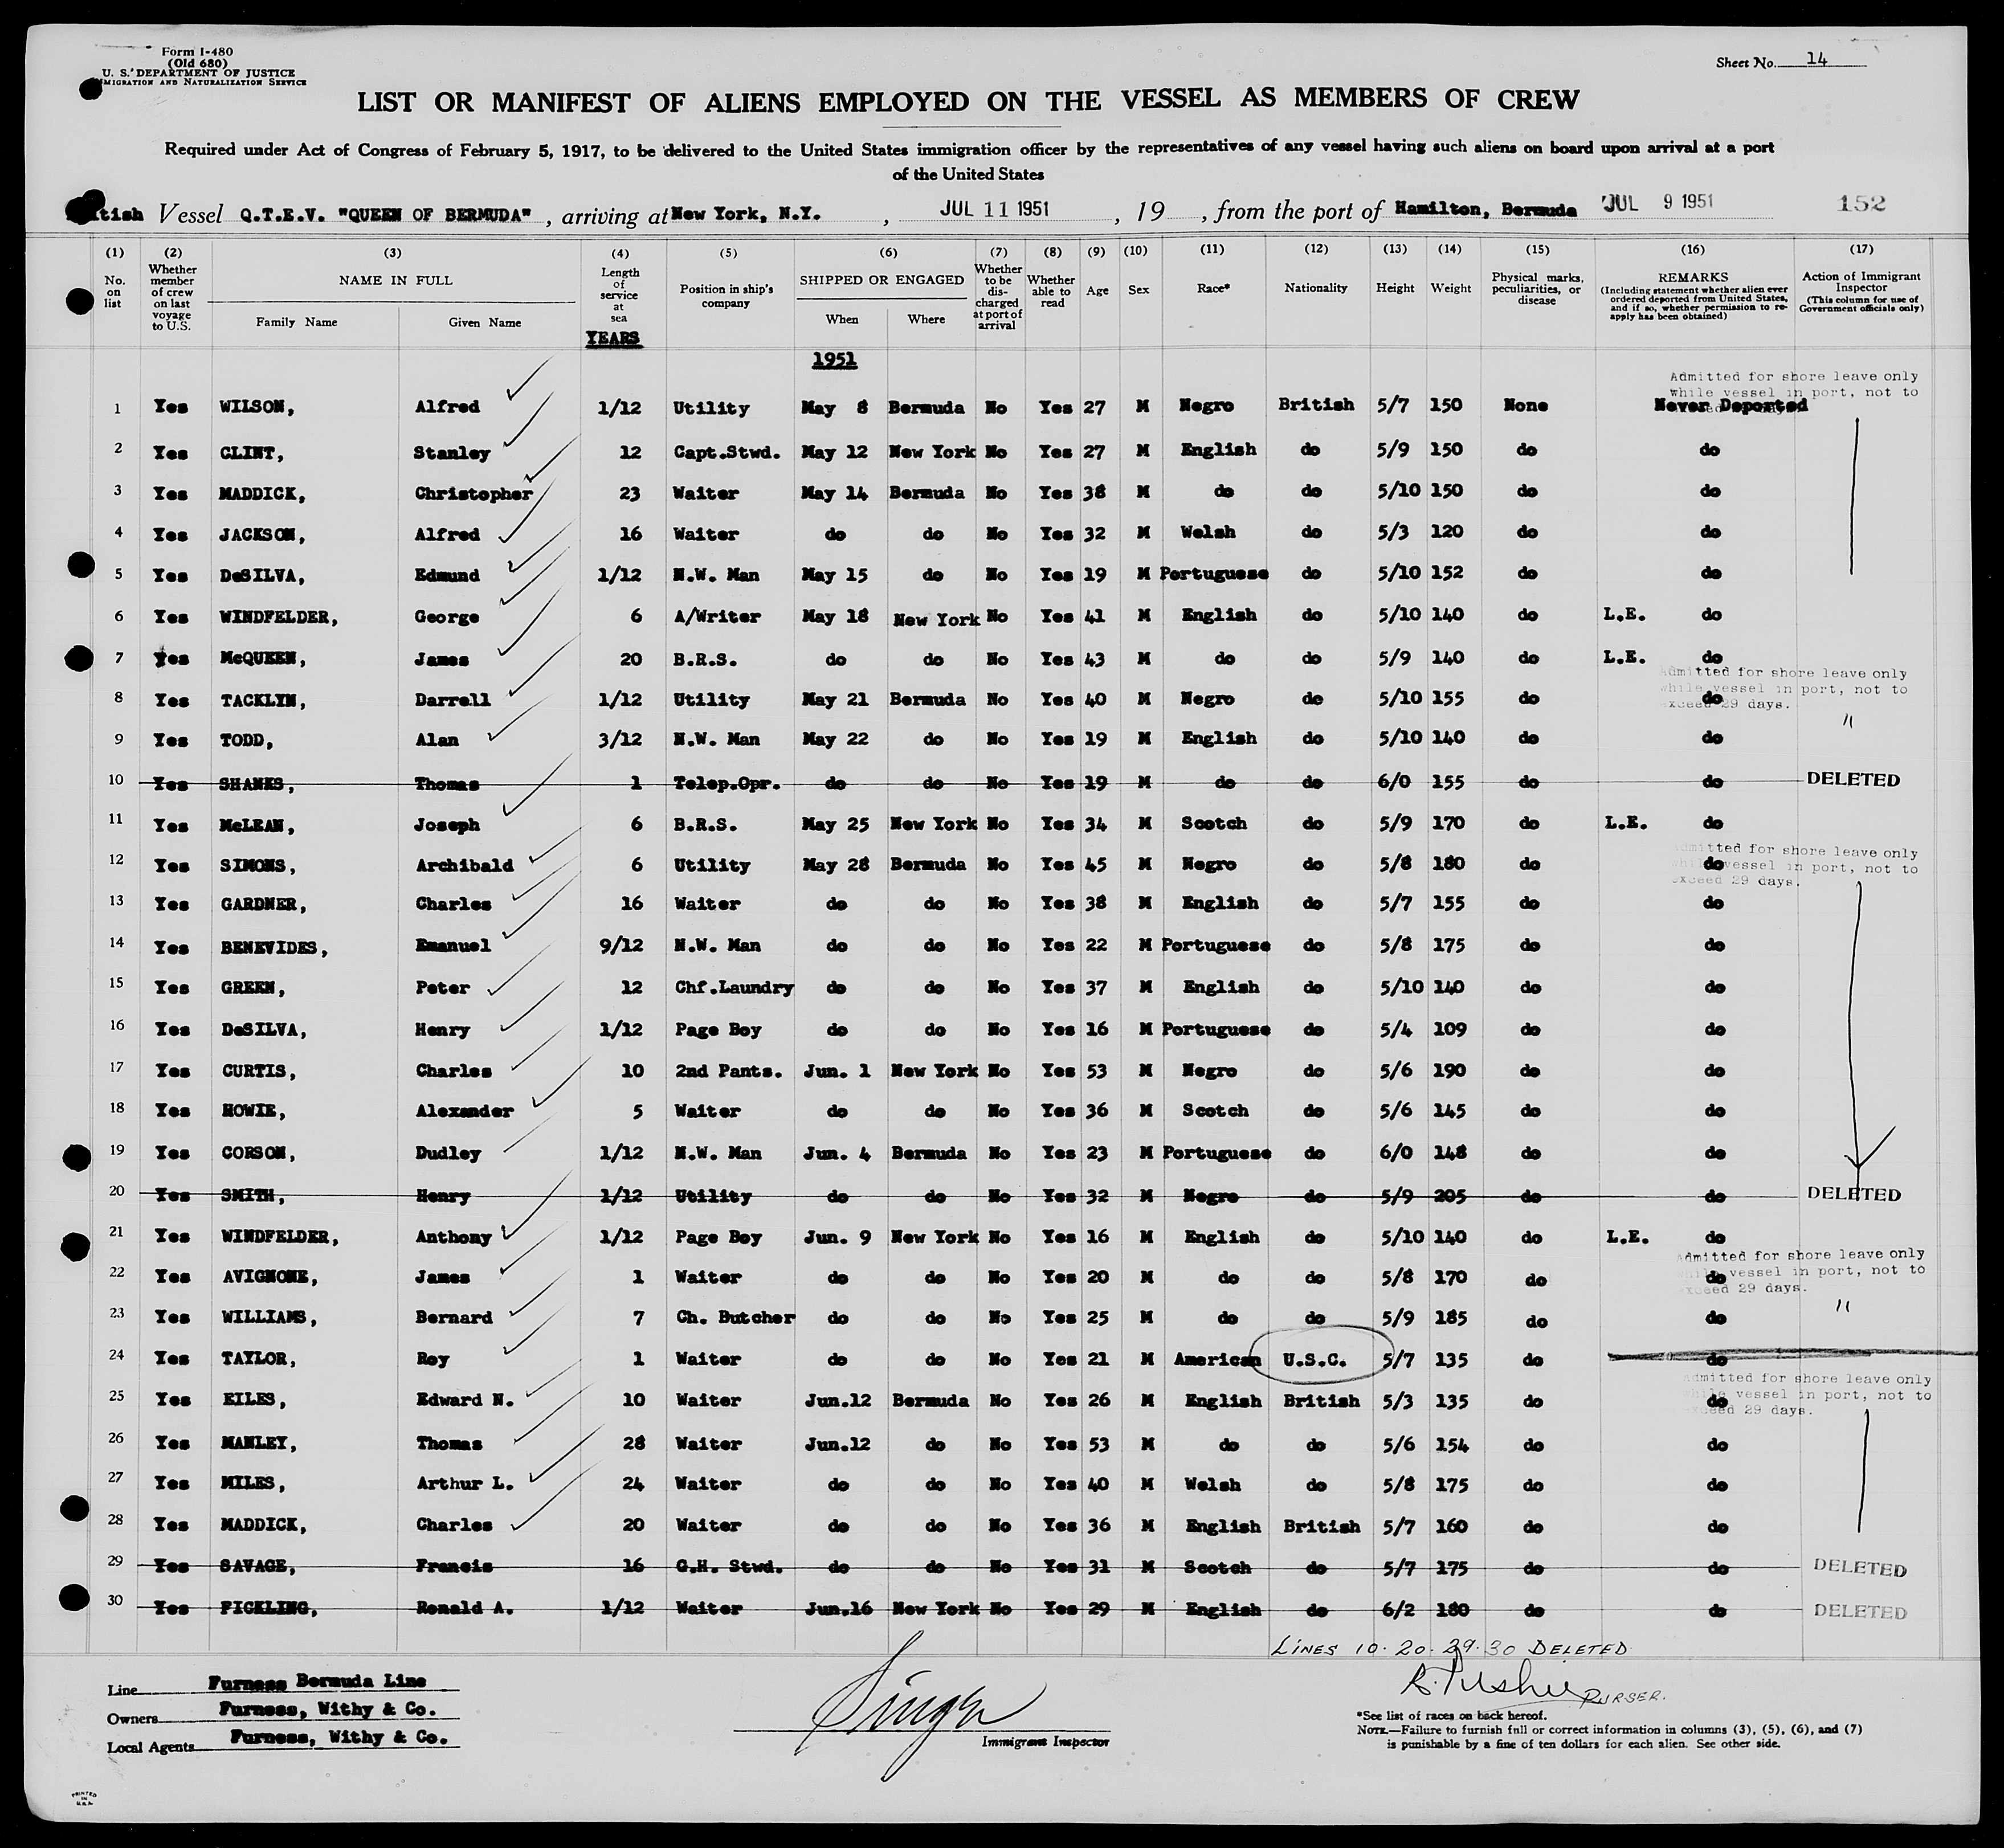 Form I-480
(Old 680)
U. S. DEPARTMENT OF JUSTICE
IMMIGRATION AND NATURALIZATION SERVICE
Sheet No. 14
LIST OR MANIFEST OF ALIENS EMPLOYED ON THE VESSEL AS MEMBERS OF CREW
Required under Act of Congress of February 5, 1917, to be delivered to the United States immigration officer by the representatives of any vessel having such aliens on board upon arrival at a port
of the United States
tish Vessel Q.T.E.V. "QUEEN OF BERMUDA", arriving at New York, N.Y., JUL 11 1951, 19 , from the port of Hamilton, Bermuda JUL 9 1951 152
(1) (2) (3) (4) (5) (6) (7) (8) (9) (10) (11) (12) (13) (14) (15) (16) (17)
No. on list Whether member of crew on last voyage to U.S. NAME IN FULL Family Name Given Name Length of service at sea YEARS Position in ship's company SHIPPED OR ENGAGED When Where Whether to be discharged at port of arrival Whether able to read Age Sex Race* Nationality Height Weight Physical marks, peculiarities, or disease REMARKS (Including statement whether alien ever ordered deported from United States, and if so, whether permission to reapply has been obtained) Action of Immigrant Inspector (This column for use of Government officials only)
1951
Admitted for shore leave only
while vessel in port, not to
1 Yes WILSON, Alfred 1/12 Utility May 8 Bermuda No Yes 27 M Negro British 5/7 150 None Never Deported
2 Yes CLINT, Stanley 12 Capt.Stwd. May 12 New York No Yes 27 M English do 5/9 150 do do
3 Yes MADDICK, Christopher 23 Waiter May 14 Bermuda No Yes 38 M do do 5/10 150 do do
4 Yes JACKSON, Alfred 16 Waiter do do No Yes 32 M Welsh do 5/3 120 do do
5 Yes DeSILVA, Edmund 1/12 N.W. Man May 15 do No Yes 19 M Portuguese do 5/10 152 do do
6 Yes WINDFELDER, George 6 A/Writer May 18 New York No Yes 41 M English do 5/10 140 do L.E. do
7 Yes McQUEEN, James 20 B.R.S. do do No Yes 43 M do do 5/9 140 do L.E. do
Admitted for shore leave only
while vessel in port, not to
exceed 29 days.
8 Yes TACKLYN, Darrell 1/12 Utility May 21 Bermuda No Yes 40 M Negro do 5/10 155 do do
9 Yes TODD, Alan 3/12 N.W. Man May 22 do No Yes 19 M English do 5/10 140 do do "
10 Yes SHANKS, Thomas 1 Telep.Opr. do do No Yes 19 M do do 6/0 155 do do DELETED
11 Yes McLEAN, Joseph 6 B.R.S. May 25 New York No Yes 34 M Scotch do 5/9 170 do L.E. do
Admitted for shore leave only
while vessel in port, not to
exceed 29 days.
12 Yes SIMONS, Archibald 6 Utility May 28 Bermuda No Yes 45 M Negro do 5/8 180 do do
13 Yes GARDNER, Charles 16 Waiter do do No Yes 38 M English do 5/7 155 do do
14 Yes BENEVIDES, Emanuel 9/12 N.W. Man do do No Yes 22 M Portuguese do 5/8 175 do do
15 Yes GREEN, Peter 12 Chf.Laundry do do No Yes 37 M English do 5/10 140 do do
16 Yes DeSILVA, Henry 1/12 Page Boy do do No Yes 16 M Portuguese do 5/4 109 do do
17 Yes CURTIS, Charles 10 2nd Pants. Jun. 1 New York No Yes 53 M Negro do 5/6 190 do do
18 Yes HOWIE, Alexander 5 Waiter do do No Yes 36 M Scotch do 5/6 145 do do
19 Yes CORSON, Dudley 1/12 N.W. Man Jun. 4 Bermuda No Yes 23 M Portuguese do 6/0 148 do do
20 Yes SMITH, Henry 1/12 Utility do do No Yes 32 M Negro do 5/9 205 do do DELETED
21 Yes WINDFELDER, Anthony 1/12 Page Boy Jun. 9 New York No Yes 16 M English do 5/10 140 do L.E. do
Admitted for shore leave only
while vessel in port, not to
exceed 29 days.
22 Yes AVIGNONE, James 1 Waiter do do No Yes 20 M do do 5/8 170 do do
23 Yes WILLIAMS, Bernard 7 Ch. Butcher do do No Yes 25 M do do 5/9 185 do do "
24 Yes TAYLOR, Roy 1 Waiter do do No Yes 21 M American U.S.C. 5/7 135 do do
Admitted for shore leave only
while vessel in port, not to
exceed 29 days.
25 Yes EILES, Edward N. 10 Waiter Jun.12 Bermuda No Yes 26 M English British 5/3 135 do do
26 Yes MANLEY, Thomas 28 Waiter Jun.12 do No Yes 53 M do do 5/6 154 do do
27 Yes MILES, Arthur L. 24 Waiter do do No Yes 40 M Welsh do 5/8 175 do do
28 Yes MADDICK, Charles 20 Waiter do do No Yes 36 M English British 5/7 160 do do
29 Yes SAVAGE, Francis 16 G.H. Stwd. do do No Yes 31 M Scotch do 5/7 175 do do DELETED
30 Yes FICKLING, Ronald A. 1/12 Waiter Jun.16 New York No Yes 29 M English do 6/2 180 do do DELETED
LINES 10. 20. 29. 30 DELETED
PURSER.
Line Furness Bermuda Line
Owners Furness, Withy & Co.
Local Agents Furness, Withy & Co.
Immigrant Inspector
*See list of races on back hereof.
NOTE.—Failure to furnish full or correct information in columns (3), (5), (6), and (7)
is punishable by a fine of ten dollars for each alien. See other side.
PRINTED
IN
U.S.A.